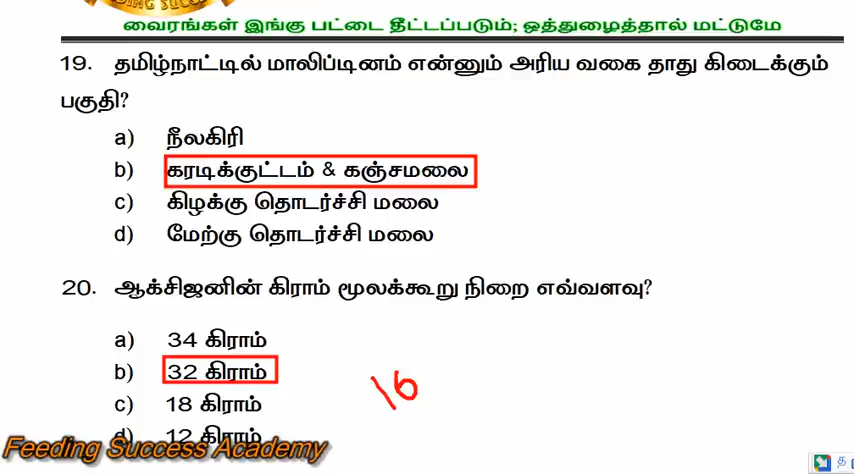 வைரங்கள் இங்கு பட்டை தீட்டப்படும்; ஒத்துழைத்தால் மட்டுமே
19. தமிழ்நாட்டில் மாலிப்டினம் என்னும் அரிய வகை தாது கிடைக்கும்
பகுதி?
a) நீலகிரி
b) கரடிக்குட்டம் & கஞ்சமலை
c) கிழக்கு தொடர்ச்சி மலை
d) மேற்கு தொடர்ச்சி மலை
20. ஆக்சிஜனின் கிராம் மூலக்கூறு நிறை எவ்வளவு?
a) 34 கிராம்
b) 32 கிராம்
16
c) 18 கிராம்
d) 12 கிராம்
Feeding Success Academy